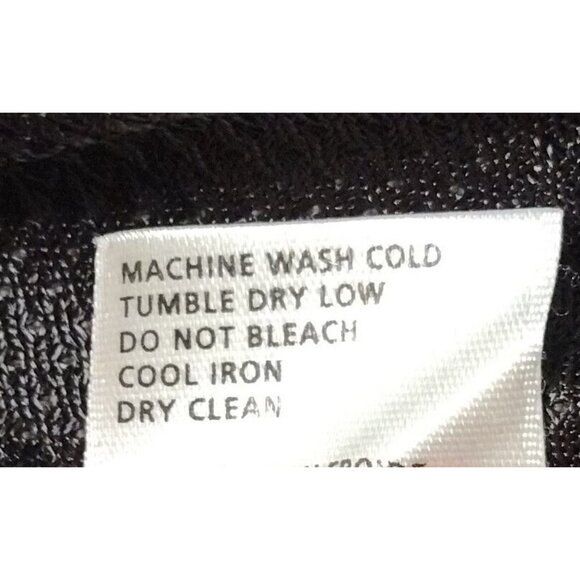 MACHINE WASH COLD
TUMBLE DRY LOW
DO NOT BLEACH
COOL IRON
DRY CLEAN